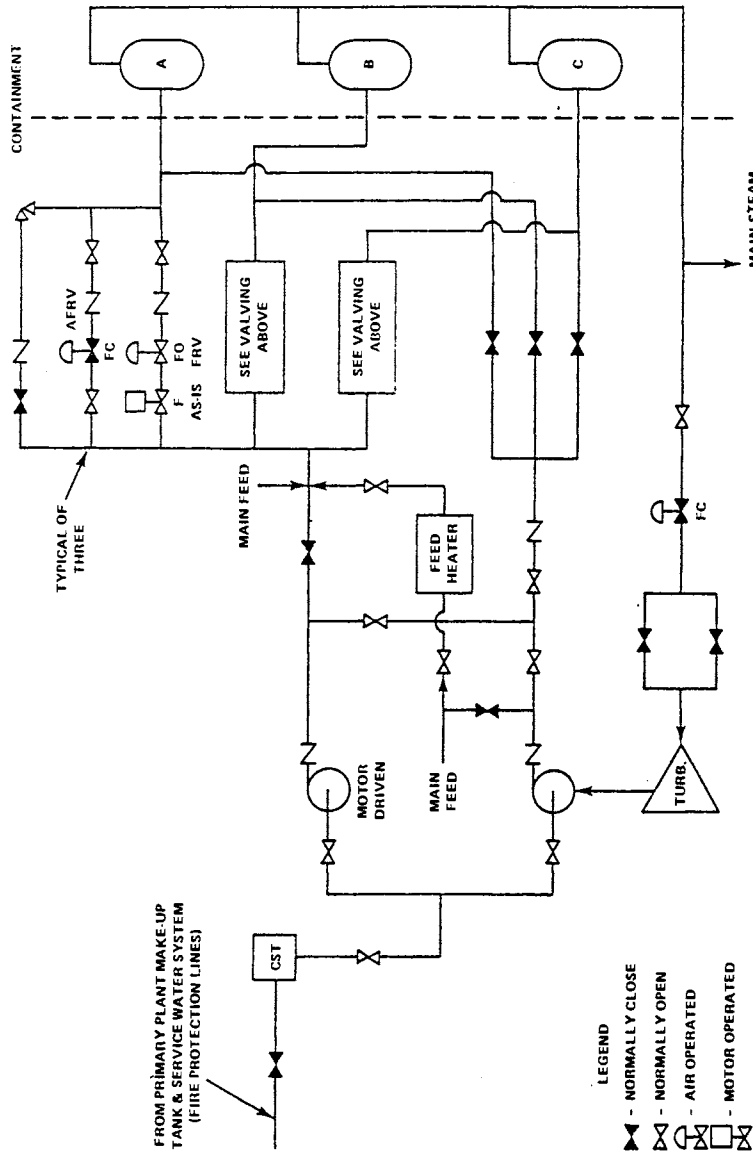 CONTAINMENT
A
B
C
AFRV
FC
FO
FRV
F
AS-IS
SEE VALVING
ABOVE
SEE VALVING
ABOVE
TYPICAL OF
THREE
MAIN FEED
FEED
HEATER
MOTOR
DRIVEN
MAIN
FEED
MAIN STEAM
FC
TURB.
CST
FROM PRIMARY PLANT MAKE-UP
TANK & SERVICE WATER SYSTEM
(FIRE PROTECTION LINES)
LEGEND
- NORMALLY CLOSE
- NORMALLY OPEN
- AIR OPERATED
- MOTOR OPERATED